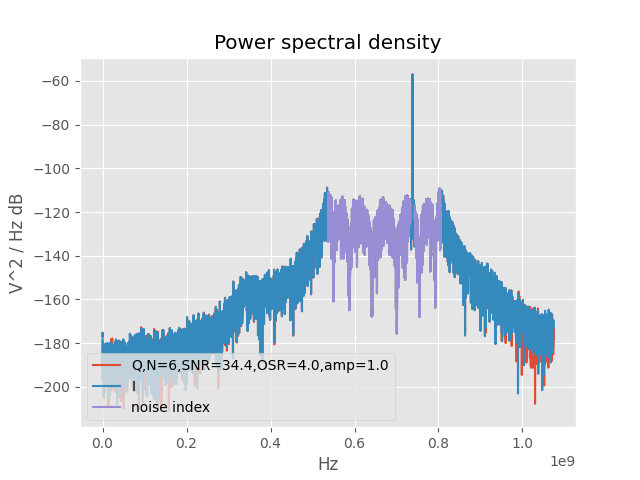 Power spectral density
−60
−80
−100
−120
−140
−160
−180
−200
V^2 / Hz dB
Q,N=6,SNR=34.4,OSR=4.0,amp=1.0
I
noise index
0.0
0.2
0.4
0.6
0.8
1.0
1e9
Hz